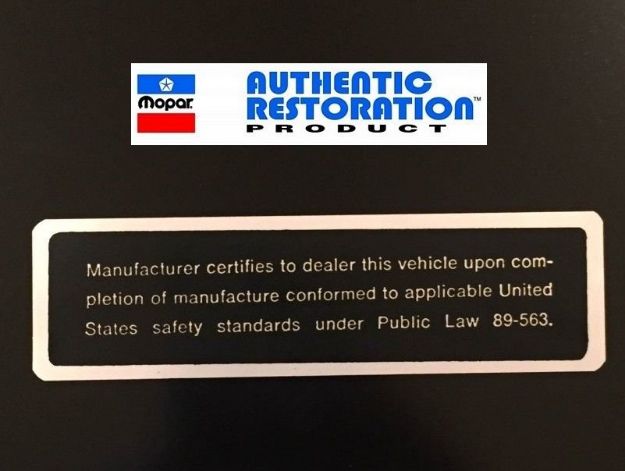 Mopar.
AUTHENTIC
RESTORATION™
PRODUCT
Manufacturer certifies to dealer this vehicle upon com-
pletion of manufacture conformed to applicable United
States safety standards under Public Law 89-563.